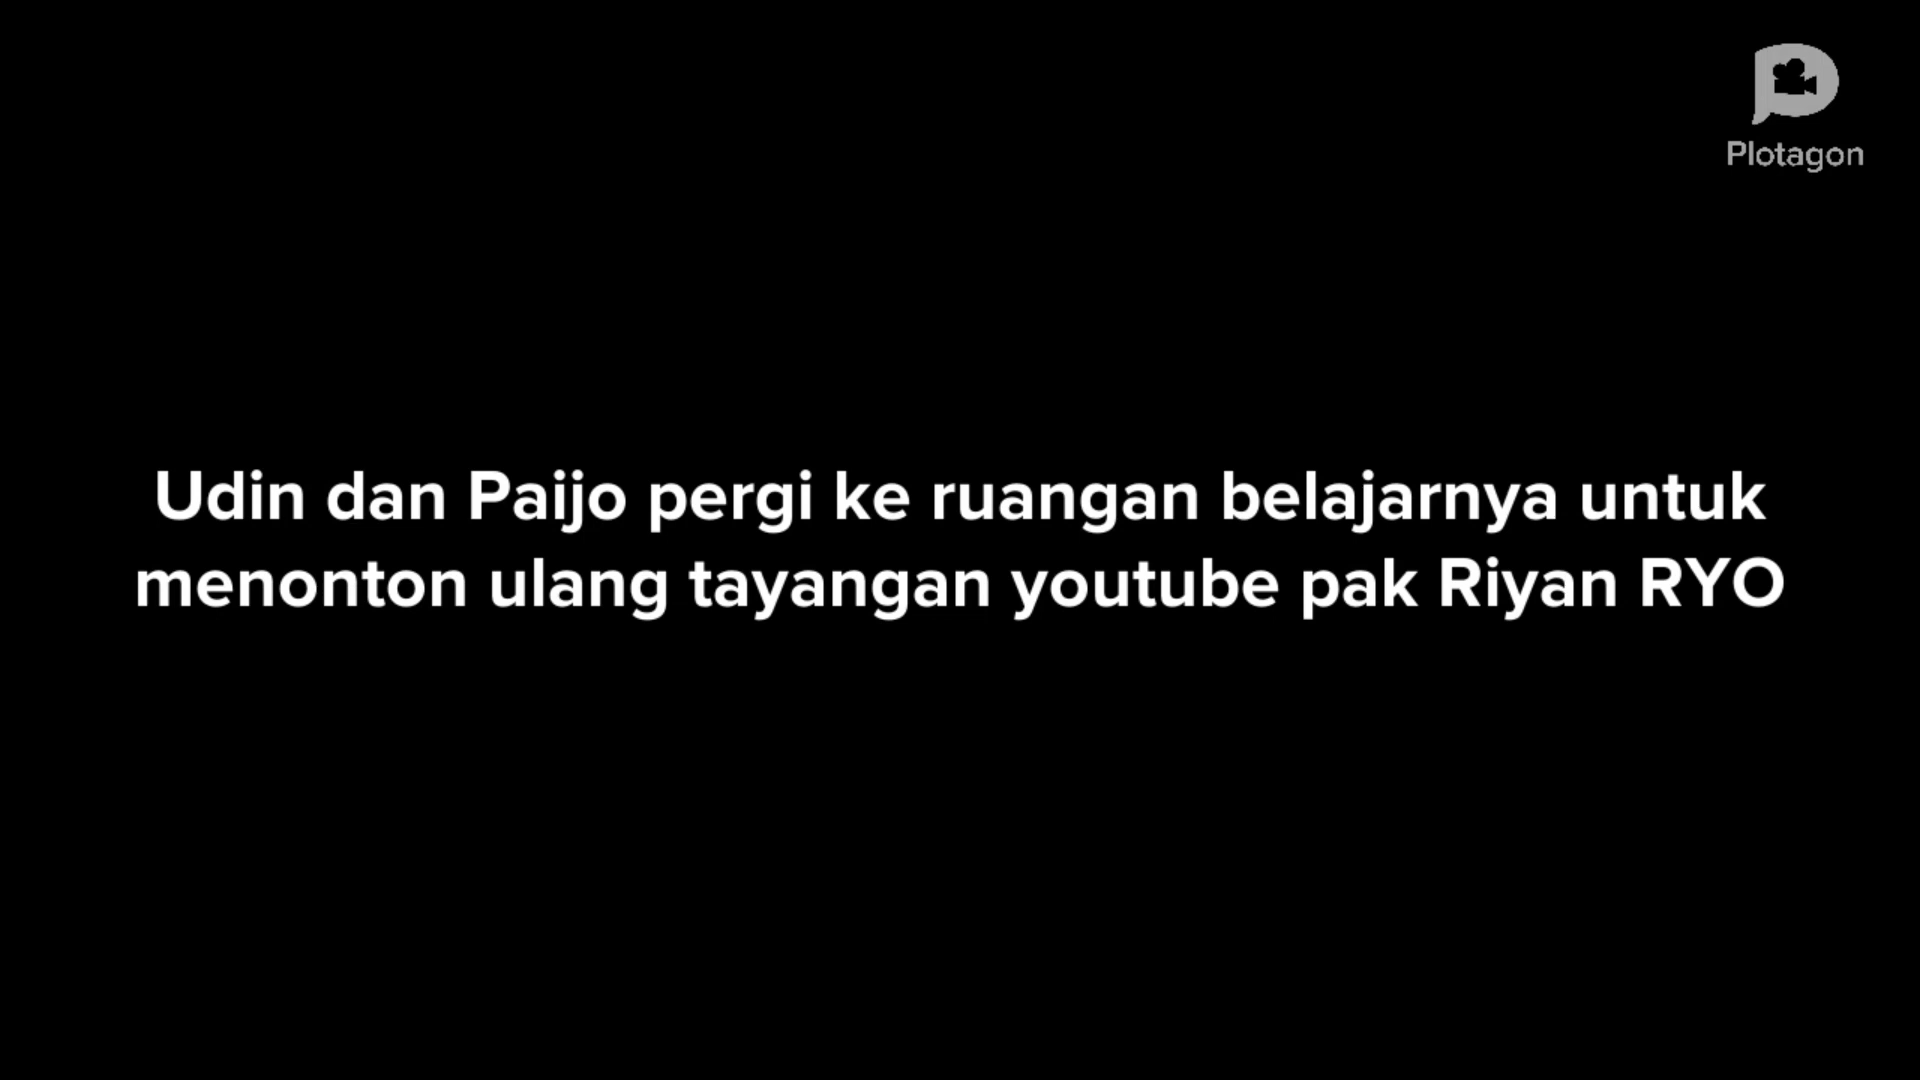 Plotagon
Udin dan Paijo pergi ke ruangan belajarnya untuk
menonton ulang tayangan youtube pak Riyan RYO